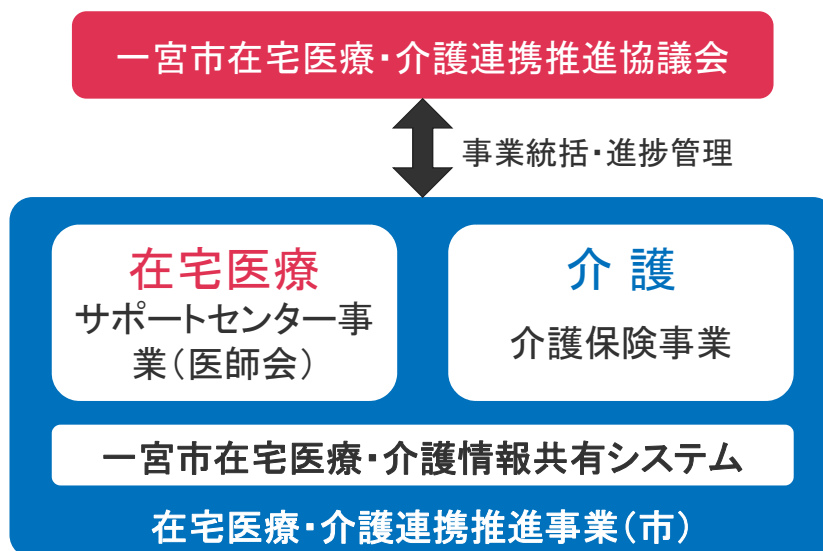 一宮市在宅医療・介護連携推進協議会
事業統括・進捗管理
在宅医療
サポートセンター事
業（医師会）
介 護
介護保険事業
一宮市在宅医療・介護情報共有システム
在宅医療・介護連携推進事業（市）